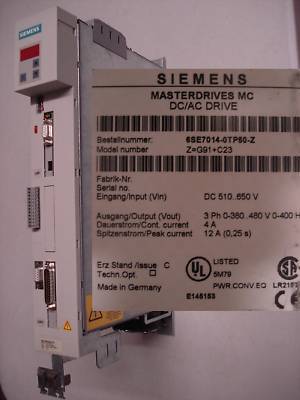 SIEMENS
SIEMENS
MASTERDRIVES MC
DC/AC DRIVE
Bestellnummer: 6SE7014-0TP50-Z
Model number Z=G91+C23
Fabrik-Nr.
Serial no.
Eingang/Input (Vin) DC 510..650 V
Ausgang/Output (Vout) 3 Ph 0-380..480 V 0-400 H
Dauerstrom/Cont. current 4 A
Spitzenstrom/Peak current 12 A (0,25 s)
Erz Stand /Issue C
Techn.Opt.
UL
LISTED
5M79
Made in Germany
PWR.CONV.EQ
E145153